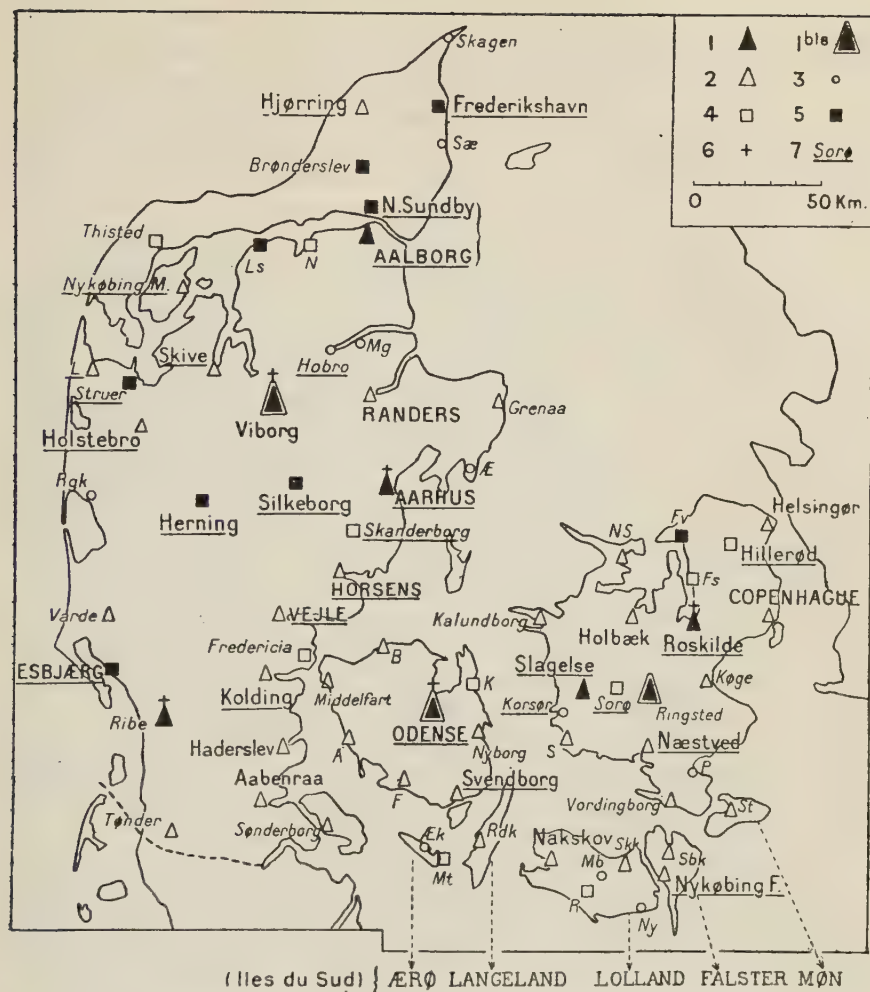 Skagen
1 1bis
2 3
4 5
6 7 Sorø
0 50 Km.
Hjørring Frederikshavn
Sæ
Brønderslev
N.Sundby
Thisted
Ls N AALBORG
Nykøbing M.
L Skive Hobro Mg
Struer
Viborg RANDERS Grenaa
Holstebro
Rgk Æ
AARHUS
Herning Silkeborg
Skanderborg
NS Fv Helsingør
Hillerød
HORSENS Fs
COPENHAGUE
Varde VEJLE Kalundborg Holbæk Roskilde
Fredericia B
ESBJÆRG Slagelse
Kolding Middelfart K Sorø Køge
Korsør Ringsted
Ribe ODENSE
Haderslev A Nyborg S Næstved
P
Aabenraa F Svendborg Vordingborg St
Tønder Sønderborg Æk Rdk Nakskov Skk Sbk
Mb
Mt R Nykøbing F.
Ny
(Iles du Sud) { ÆRØ LANGELAND LOLLAND FALSTER MØN